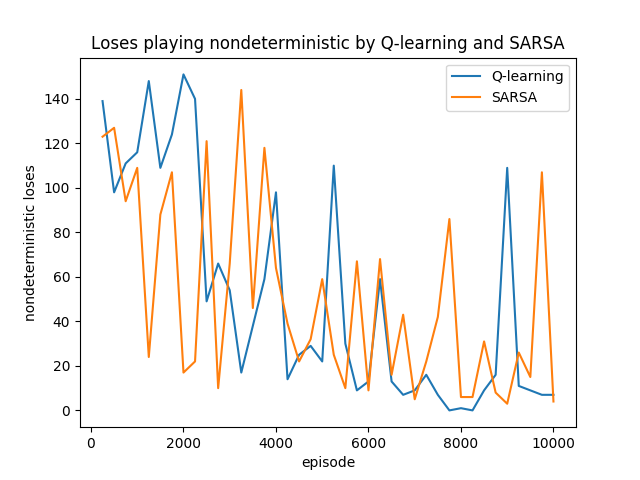 Loses playing nondeterministic by Q-learning and SARSA
Q-learning
SARSA
nondeterministic loses
140
120
100
80
60
40
20
0
0 2000 4000 6000 8000 10000
episode